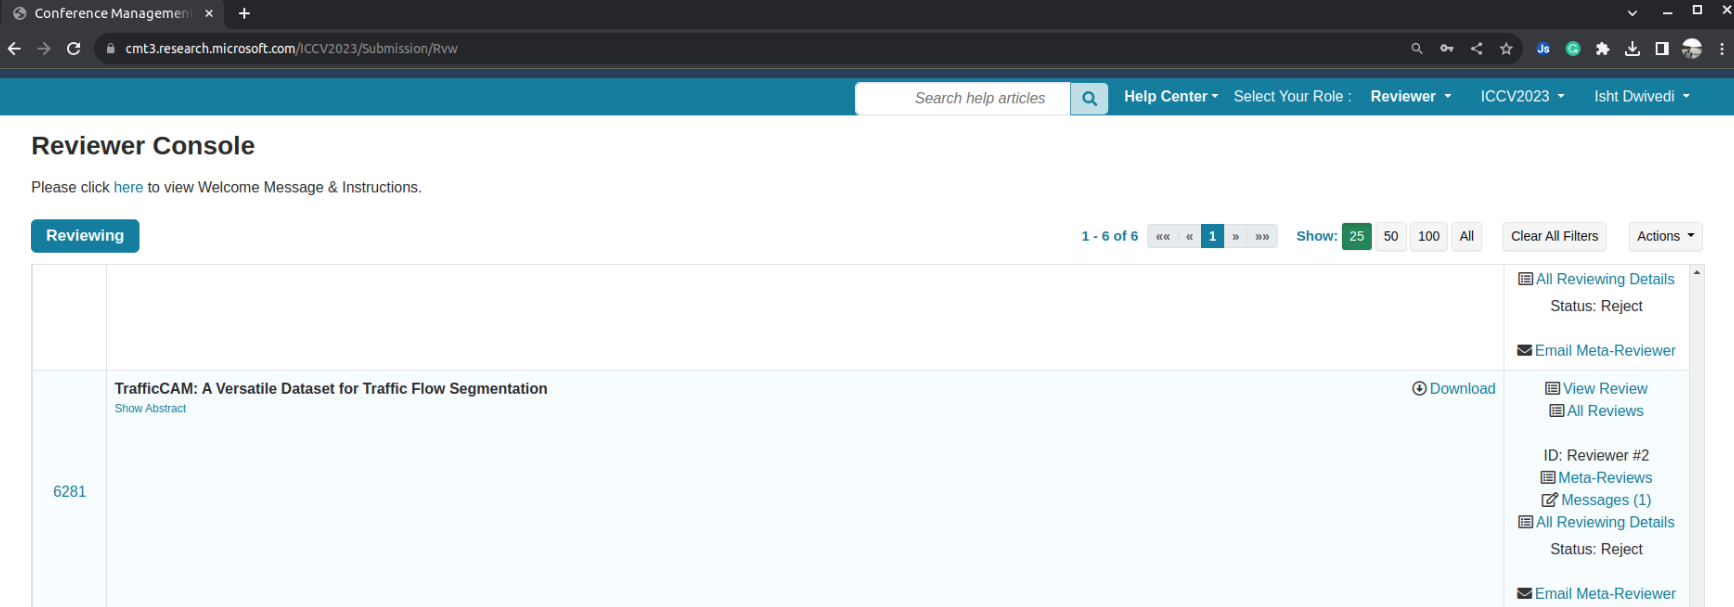 Conference Management
cmt3.research.microsoft.com/ICCV2023/Submission/Rvw
Js
Search help articles
Help Center
Select Your Role :
Reviewer
ICCV2023
Isht Dwivedi
Reviewer Console
Please click here to view Welcome Message & Instructions.
Reviewing
1 - 6 of 6
«« « 1 » »»
Show: 25 50 100 All
Clear All Filters
Actions
All Reviewing Details
Status: Reject
Email Meta-Reviewer
6281
TrafficCAM: A Versatile Dataset for Traffic Flow Segmentation
Show Abstract
Download
View Review
All Reviews
ID: Reviewer #2
Meta-Reviews
Messages (1)
All Reviewing Details
Status: Reject
Email Meta-Reviewer